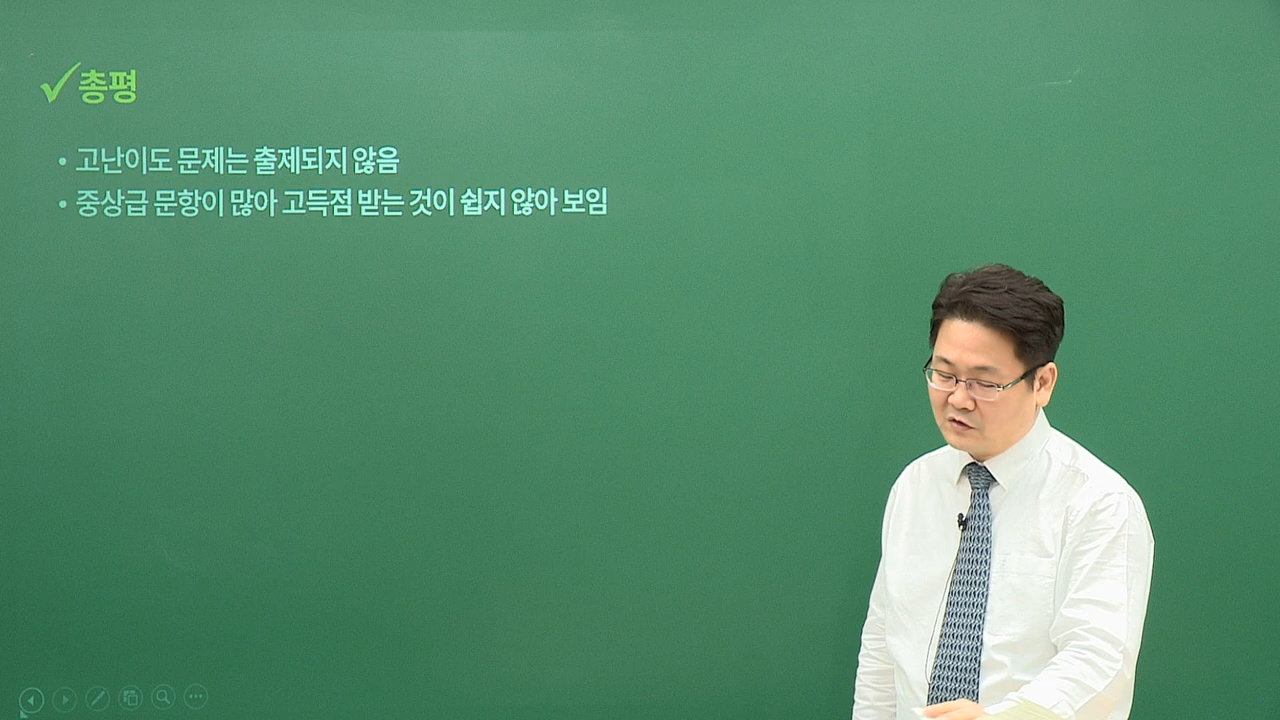 총평
• 고난이도 문제는 출제되지 않음
• 중상급 문항이 많아 고득점 받는 것이 쉽지 않아 보임